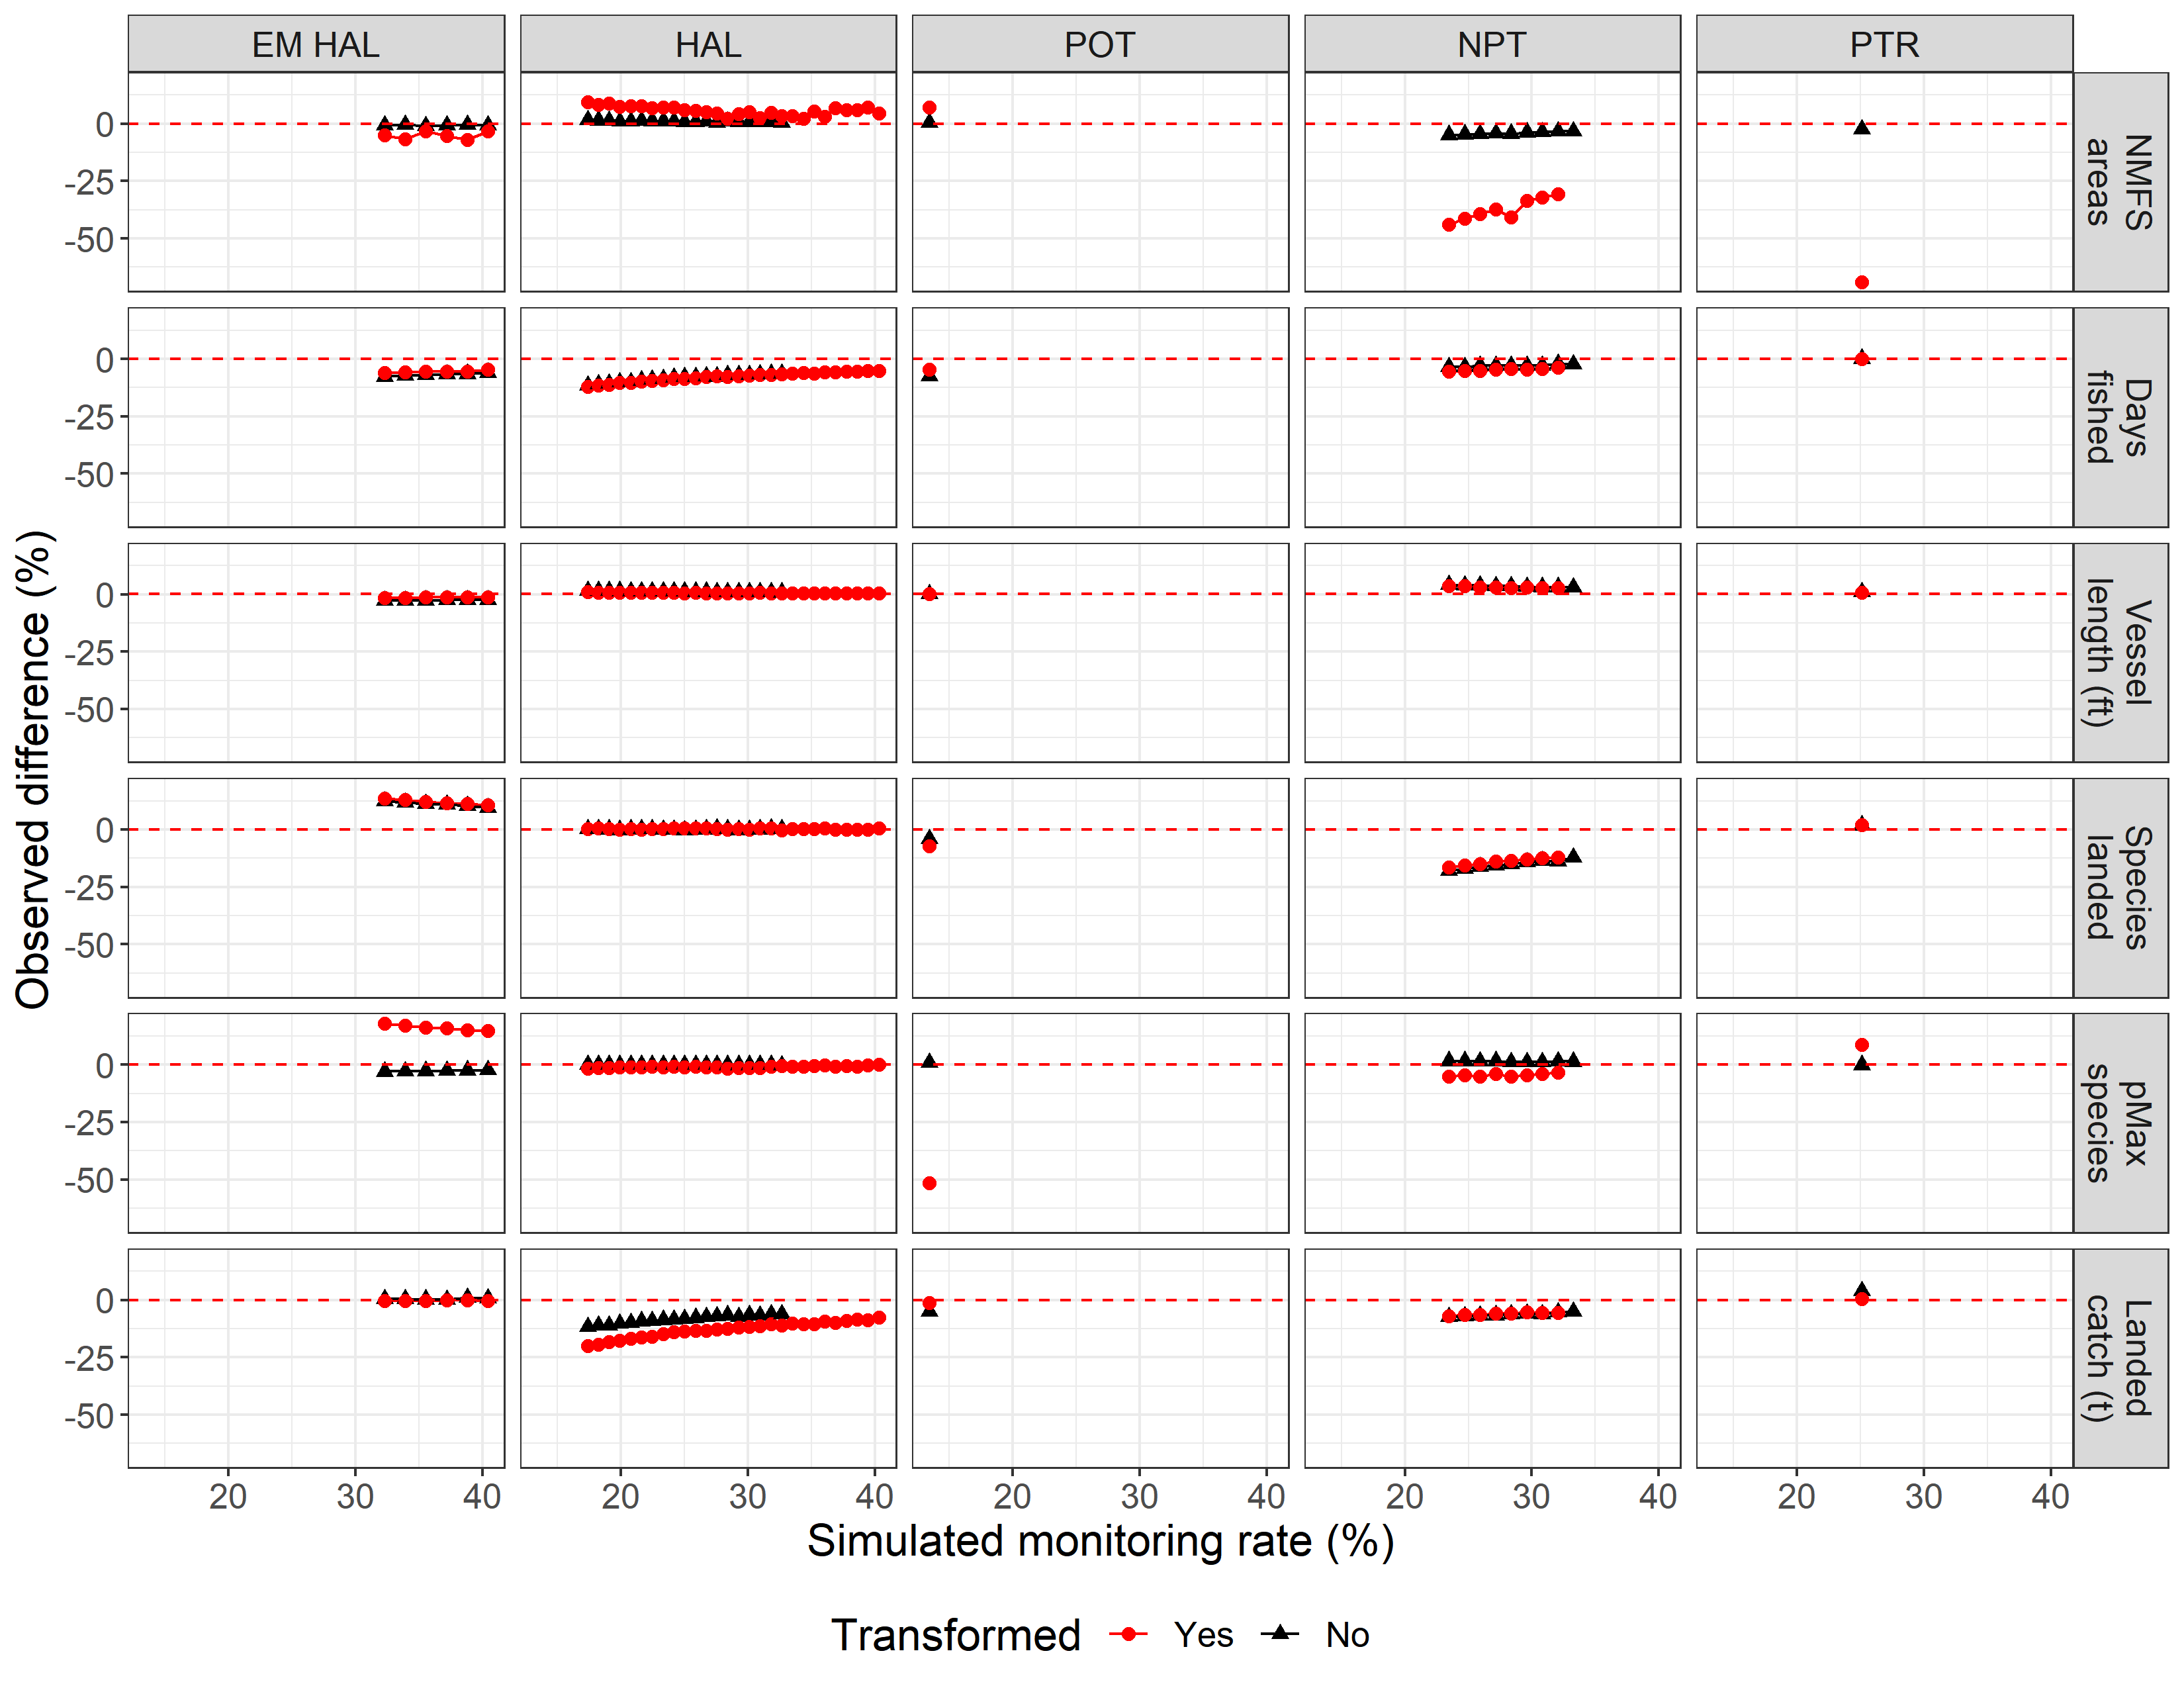 EM HAL
HAL
POT
NPT
PTR
0
-25
-50
NMFS
areas
0
-25
-50
Days
fished
0
-25
-50
Vessel
length (ft)
0
-25
-50
Species
landed
0
-25
-50
pMax
species
0
-25
-50
Landed
catch (t)
Observed difference (%)
20 30 40
20 30 40
20 30 40
20 30 40
20 30 40
Simulated monitoring rate (%)
Transformed Yes No